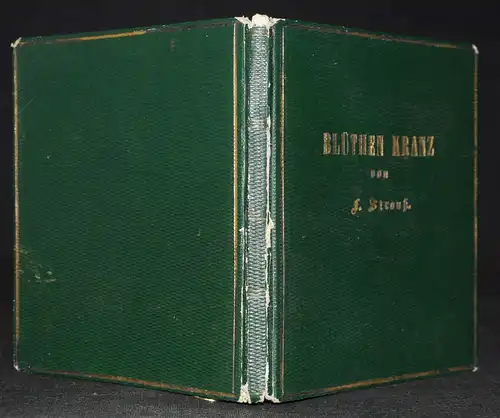 BLÜTHEN KRANZ
von
F. Strauß.